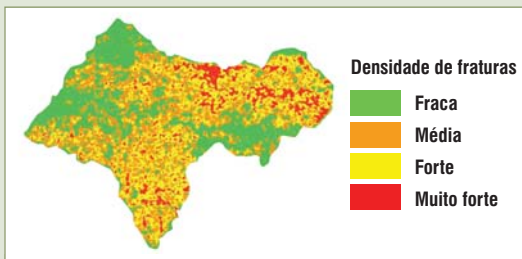 Densidade de fraturas
Fraca
Média
Forte
Muito forte